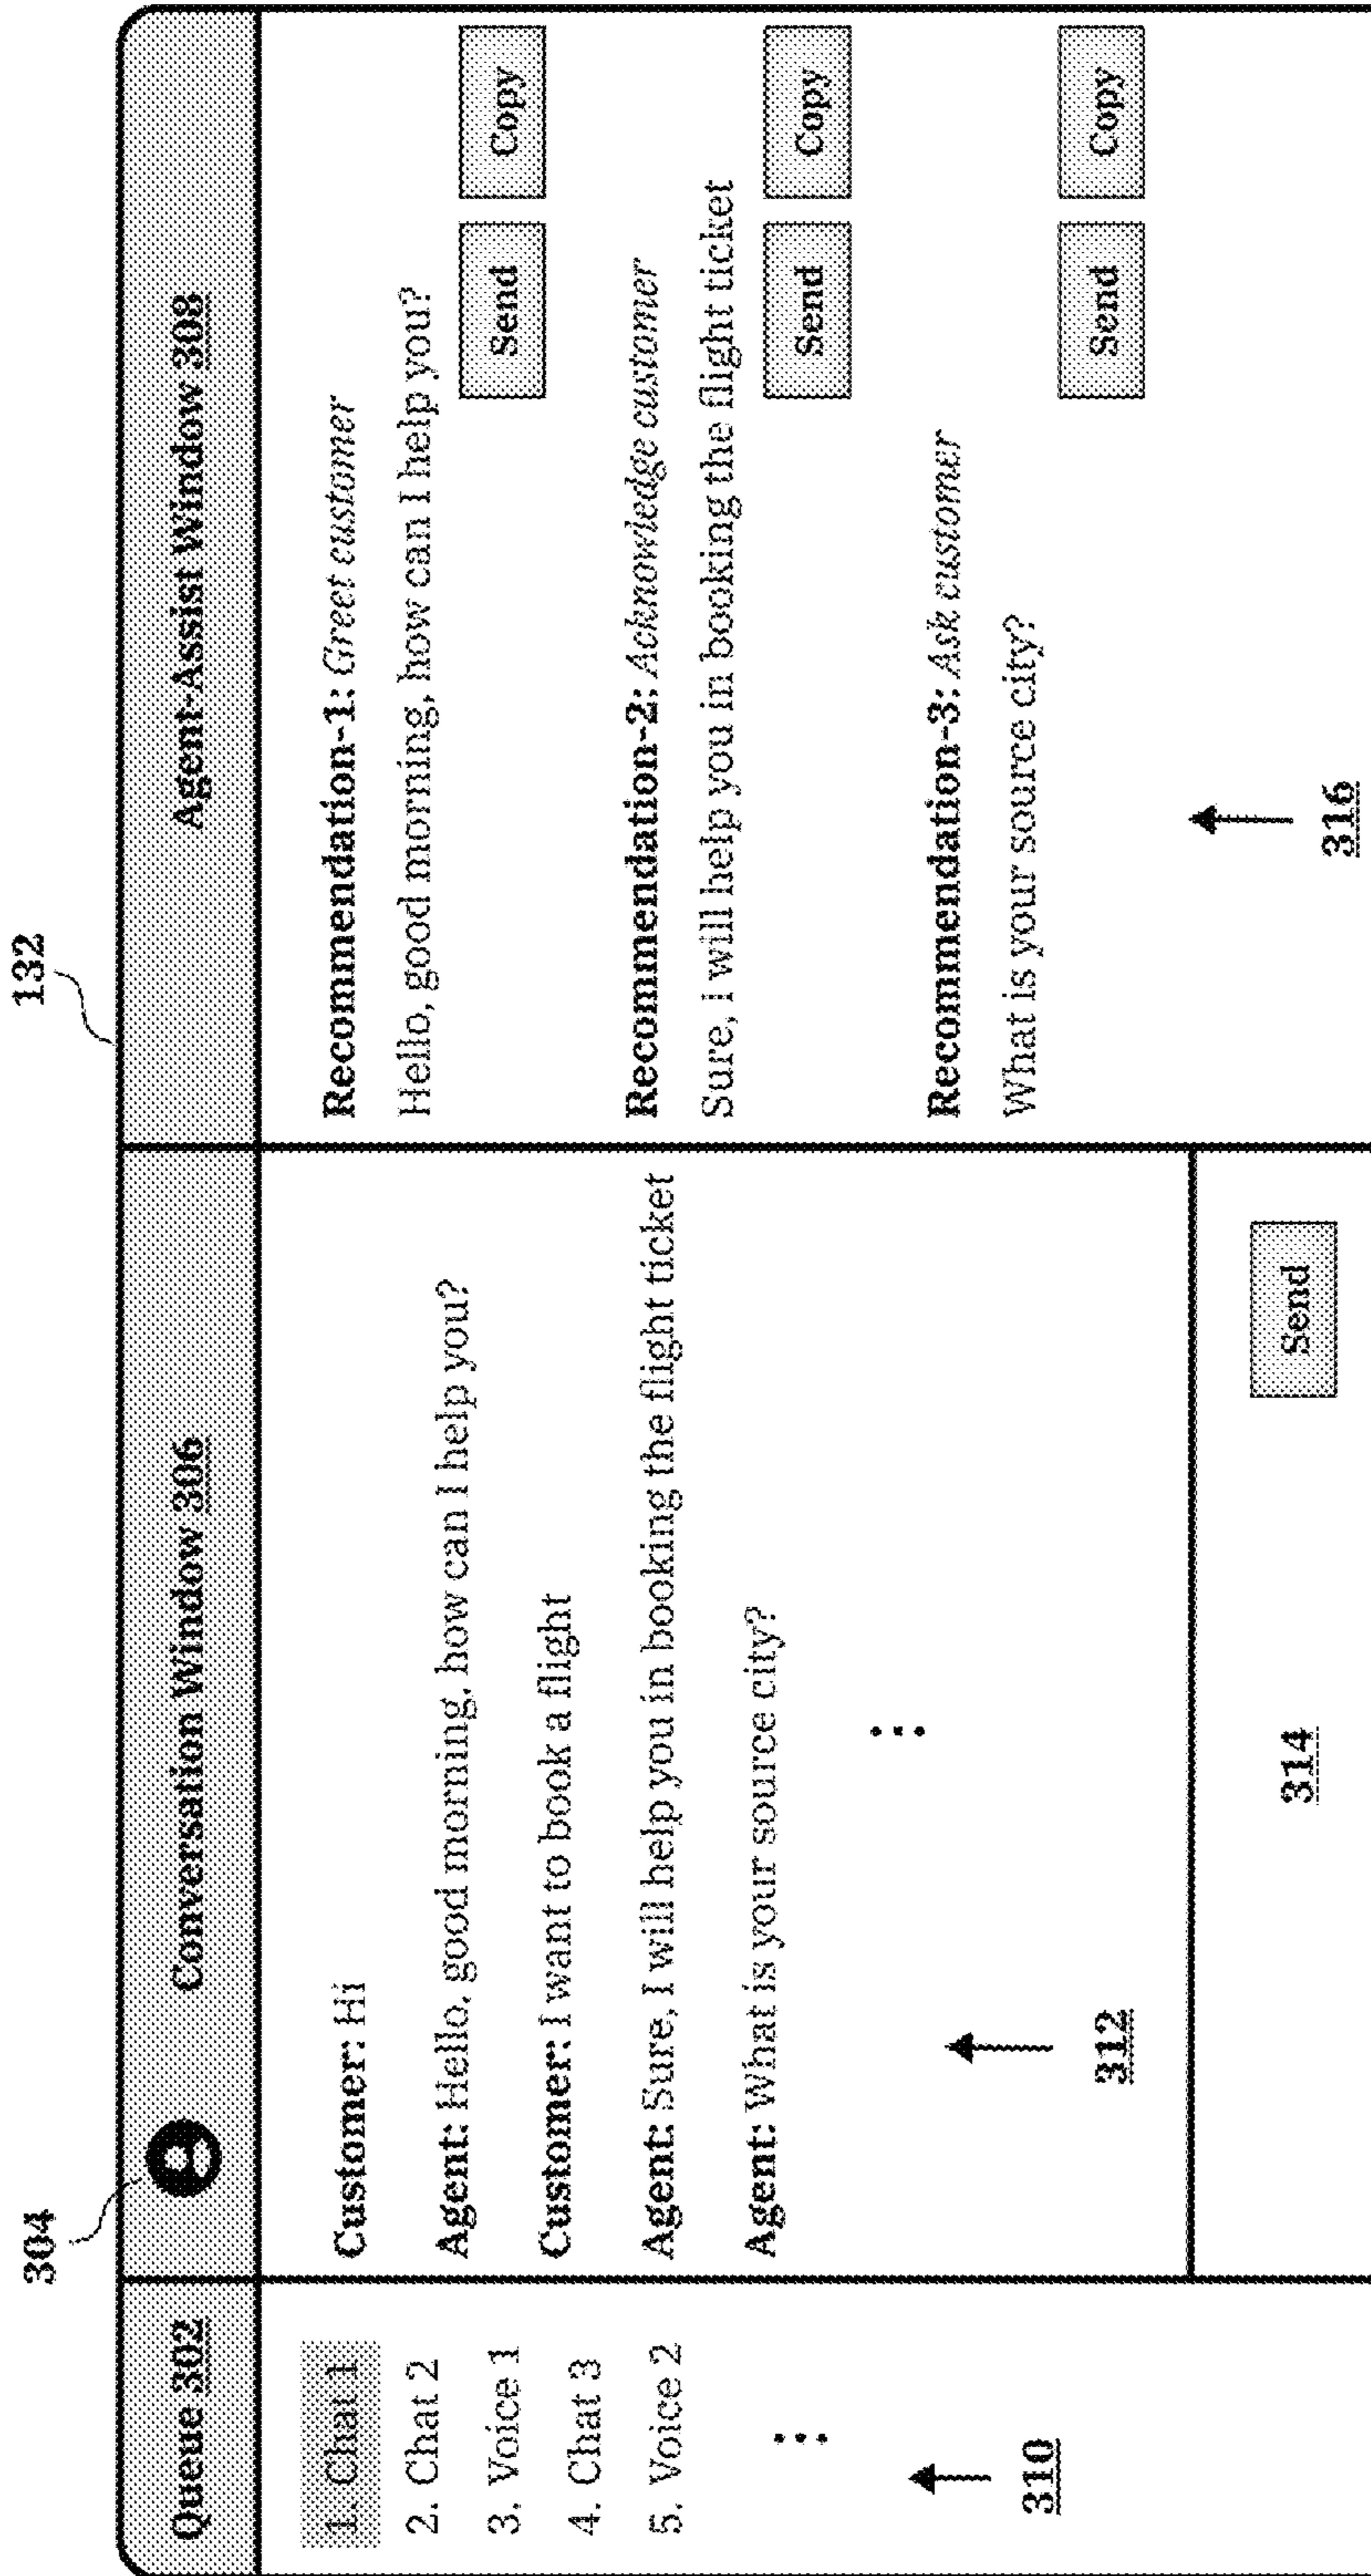 132
304
Queue 302
Conversation Window 306
Agent-Assist Window 308
1. Chat 1
2. Chat 2
3. Voice 1
4. Chat 3
5. Voice 2
⋮
310
Customer: Hi
Agent: Hello, good morning, how can I help you?
Customer: I want to book a flight
Agent: Sure, I will help you in booking the flight ticket
Agent: What is your source city?
⋮
312
314
Send
Recommendation-1: Greet customer
Hello, good morning, how can I help you?
Send Copy
Recommendation-2: Acknowledge customer
Sure, I will help you in booking the flight ticket
Send Copy
Recommendation-3: Ask customer
What is your source city?
Send Copy
316